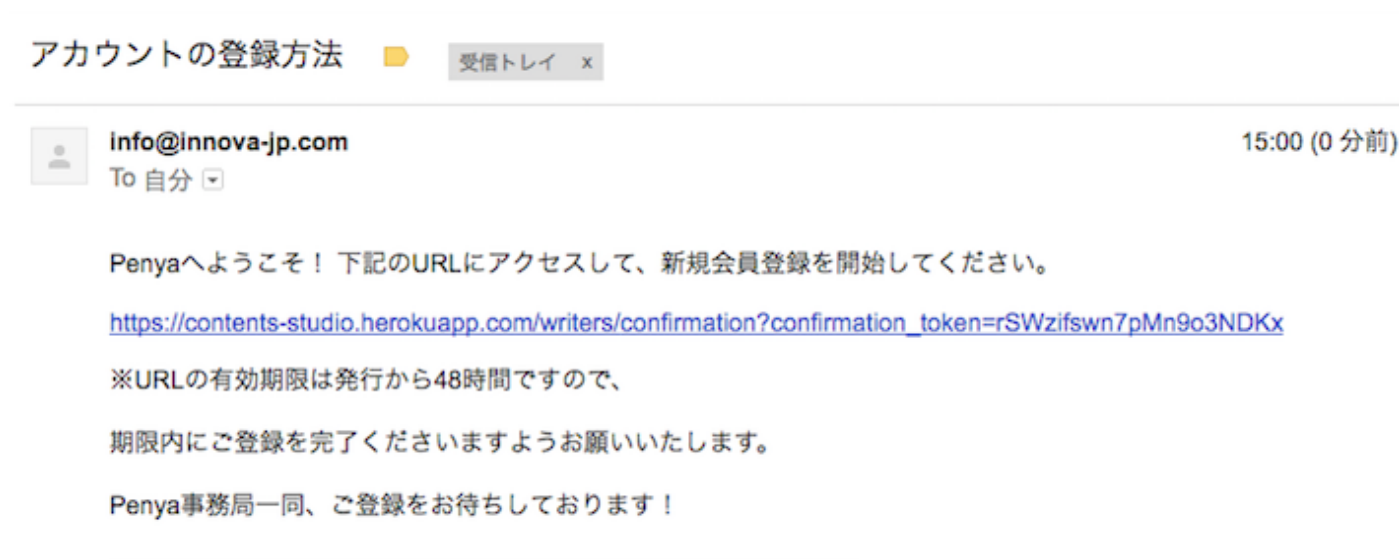 アカウントの登録方法 受信トレイ x
info@innova-jp.com 15:00 (0 分前)
To 自分
Penyaへようこそ！ 下記のURLにアクセスして、新規会員登録を開始してください。
https://contents-studio.herokuapp.com/writers/confirmation?confirmation_token=rSWzifswn7pMn9o3NDKx
※URLの有効期限は発行から48時間ですので、
期限内にご登録を完了くださいますようお願いいたします。
Penya事務局一同、ご登録をお待ちしております！